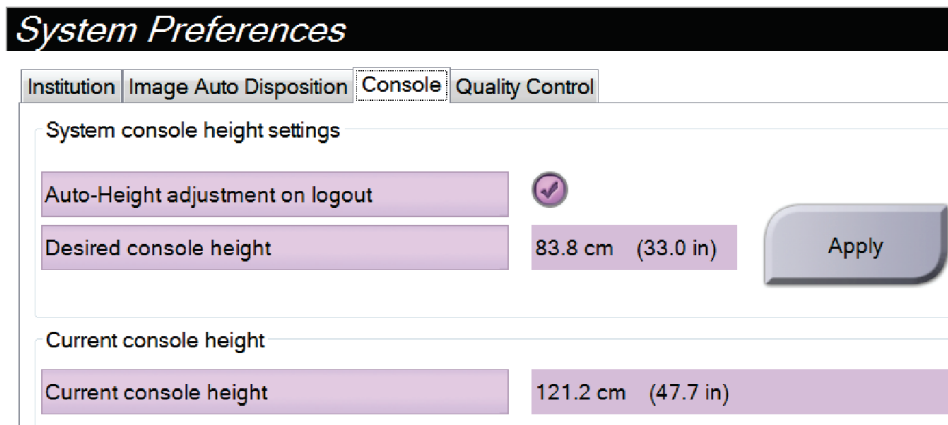 System Preferences
Institution Image Auto Disposition Console Quality Control
System console height settings
Auto-Height adjustment on logout
Desired console height 83.8 cm (33.0 in) Apply
Current console height
Current console height 121.2 cm (47.7 in)